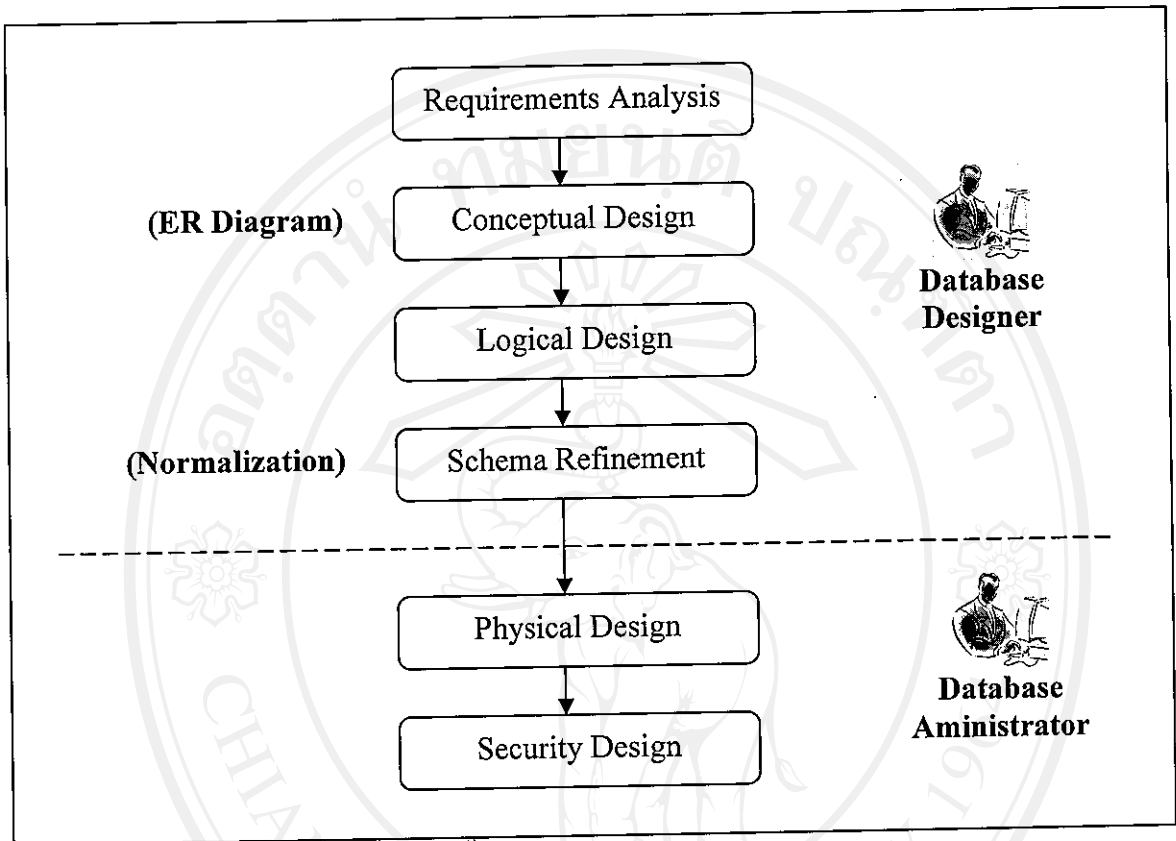 Requirements Analysis
(ER Diagram)
Conceptual Design
Database
Designer
Logical Design
(Normalization)
Schema Refinement
Physical Design
Database
Aministrator
Security Design